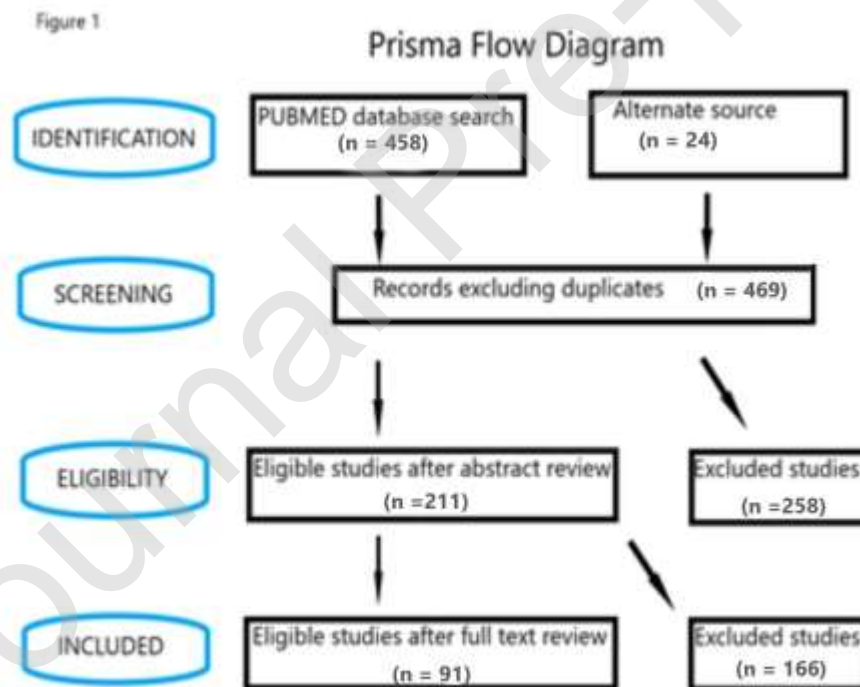 Figure 1
Prisma Flow Diagram
IDENTIFICATION
PUBMED database search
(n = 458)
Alternate source
(n = 24)
SCREENING
Records excluding duplicates (n = 469)
ELIGIBILITY
Eligible studies after abstract review
(n =211)
Excluded studies
(n =258)
INCLUDED
Eligible studies after full text review
(n = 91)
Excluded studies
(n = 166)
ournal Pre-